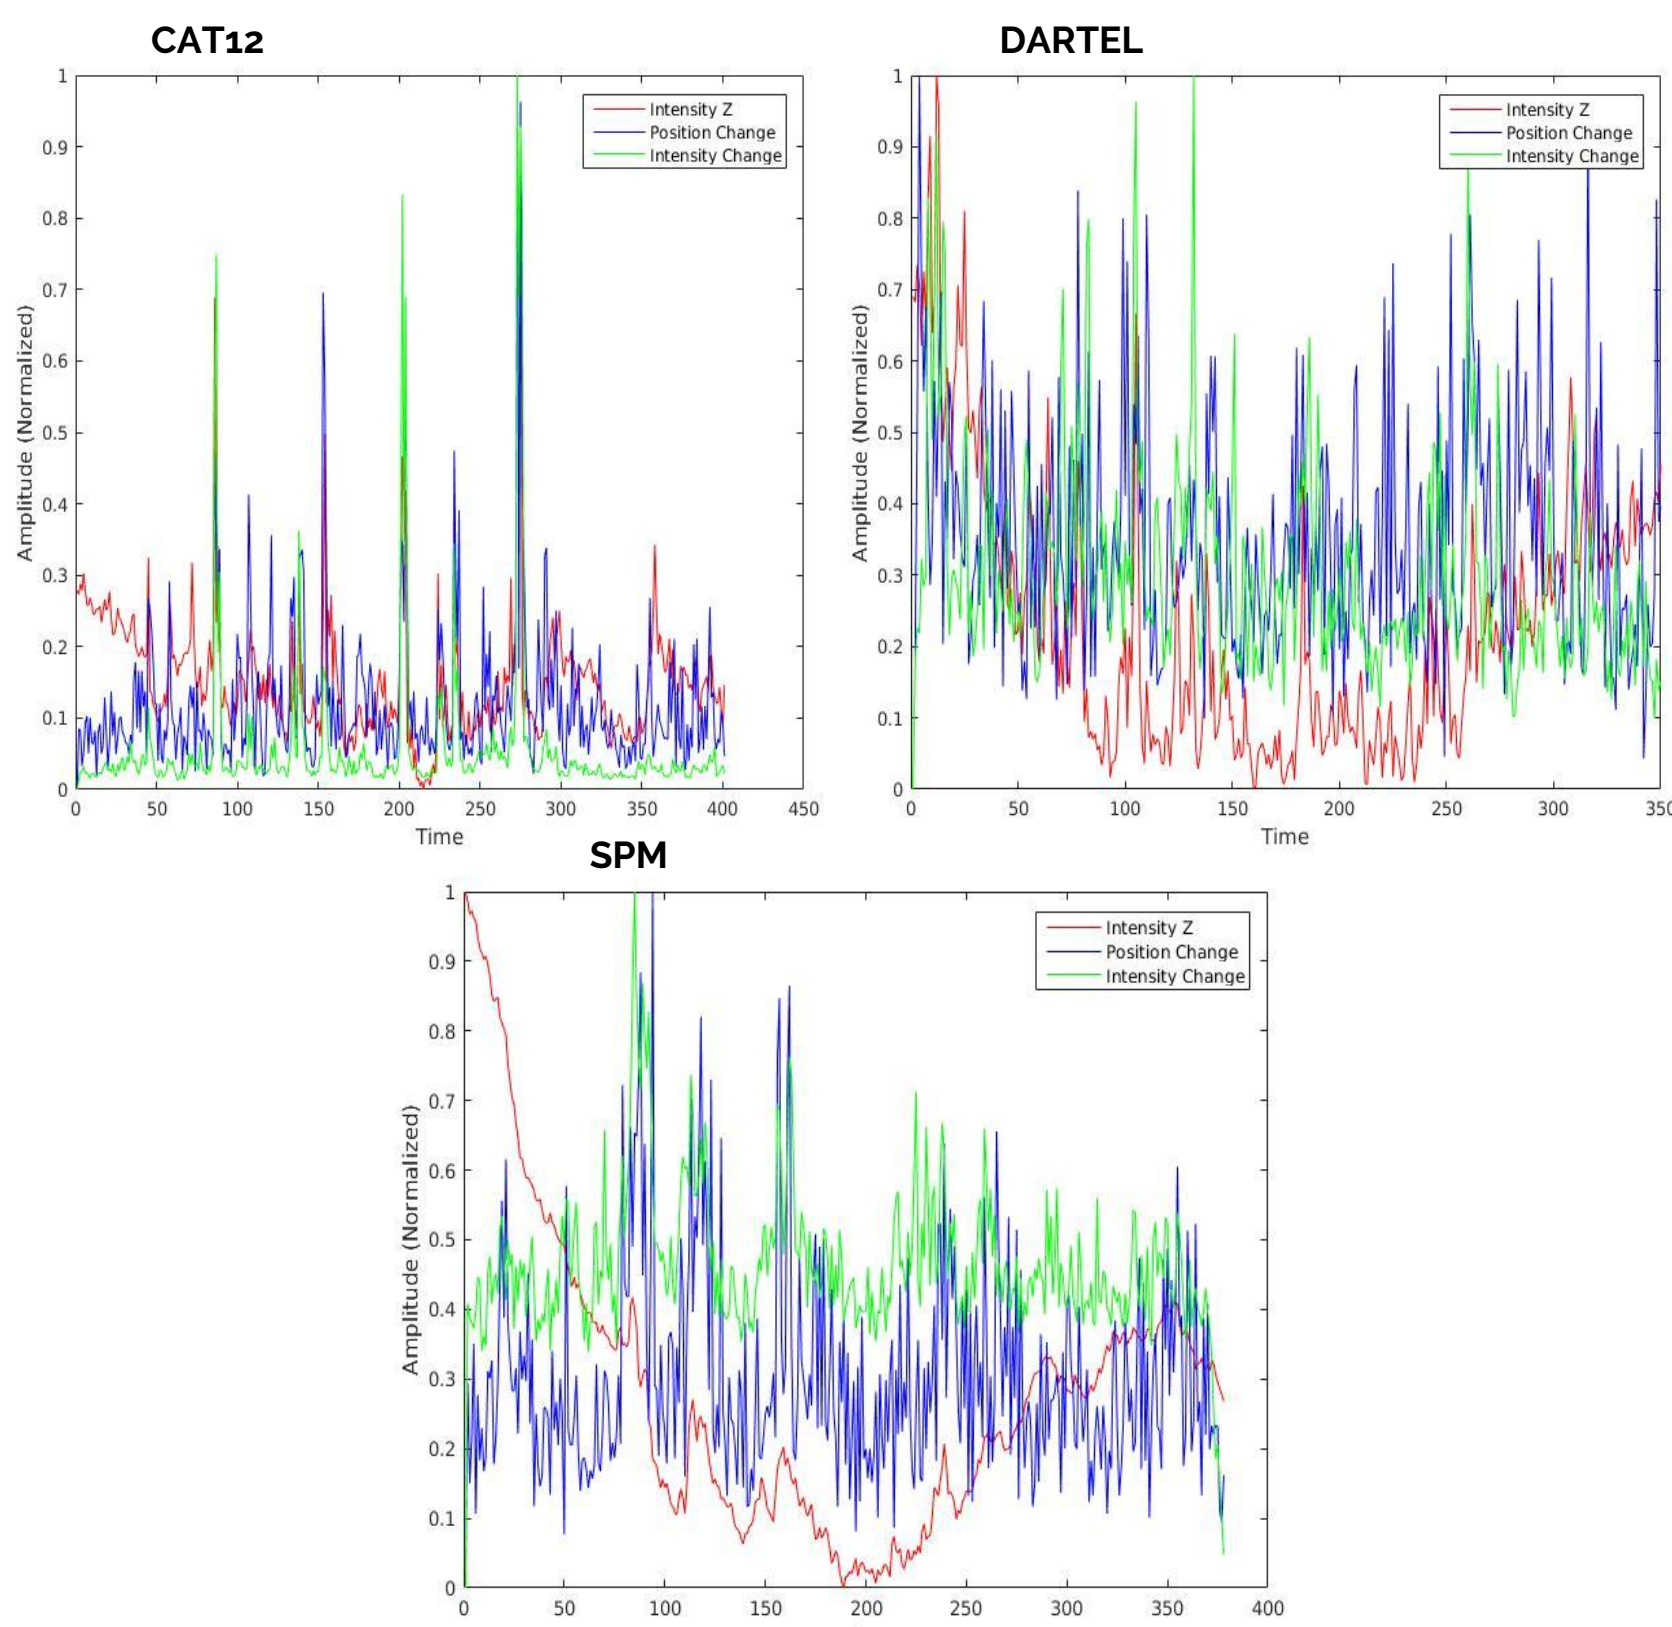 CAT12
DARTEL
1
0.9
0.8
0.7
0.6
0.5
0.4
0.3
0.2
0.1
0
Amplitude (Normalized)
Intensity Z
Position Change
Intensity Change
0 50 100 150 200 250 300 350 400 450
Time
1
0.9
0.8
0.7
0.6
0.5
0.4
0.3
0.2
0.1
0
Amplitude (Normalized)
Intensity Z
Position Change
Intensity Change
0 50 100 150 200 250 300 350
Time
SPM
1
0.9
0.8
0.7
0.6
0.5
0.4
0.3
0.2
0.1
0
Amplitude (Normalized)
Intensity Z
Position Change
Intensity Change
0 50 100 150 200 250 300 350 400